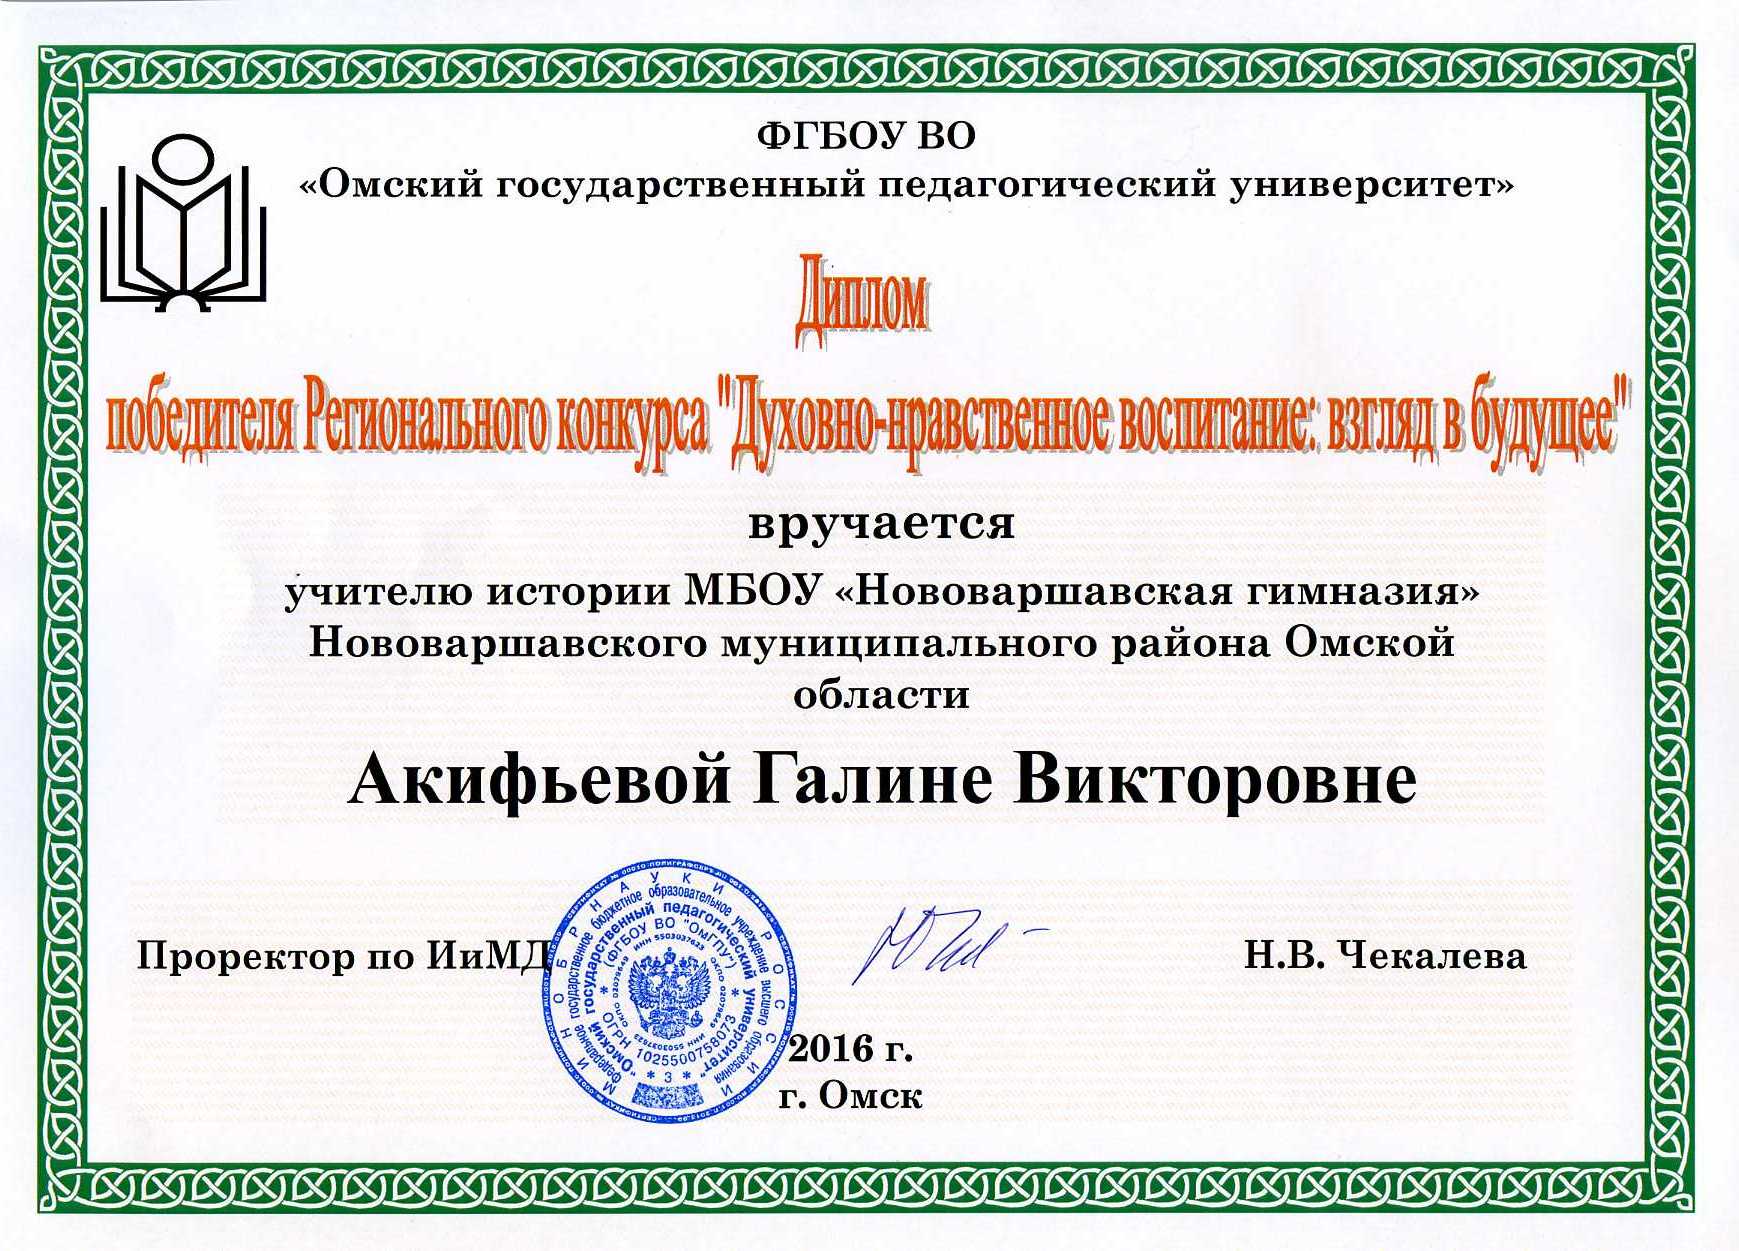 ФГБОУ ВО
«Омский государственный педагогический университет»
Диплом
победителя Регионального конкурса "Духовно-нравственное воспитание: взгляд в будущее"
вручается
учителю истории МБОУ «Нововаршавская гимназия»
Нововаршавского муниципального района Омской
области
Акифьевой Галине Викторовне
Проректор по ИиМД
Н.В. Чекалева
МИНОБРНАУКИ РОССИИ
Федеральное государственное бюджетное образовательное учреждение высшего образования
"Омский государственный педагогический университет"
(ФГБОУ ВО "ОмГПУ")
ОГРН 1025500758073
ИНН 5503037623
ОКПО 02079649
* 3 *
2016 г.
г. Омск